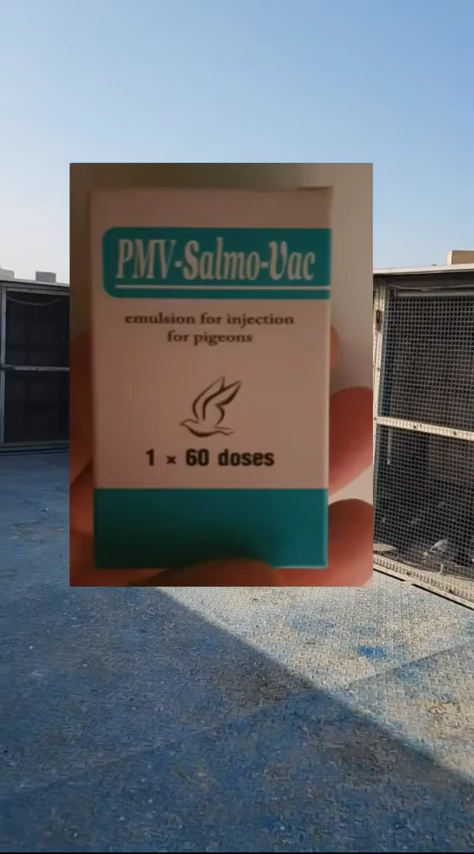 PMV-Salmo-Vac
emulsion for injection
for pigeons
1 × 60 doses